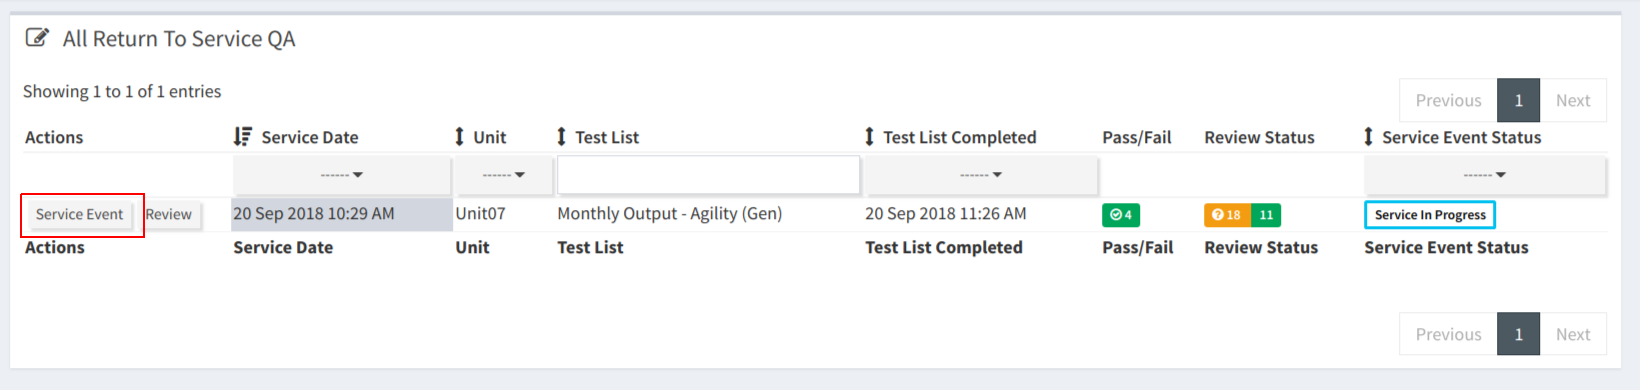 All Return To Service QA
Showing 1 to 1 of 1 entries
Previous 1 Next
Actions Service Date Unit Test List Test List Completed Pass/Fail Review Status Service Event Status
------ ------ ------ ------
Service Event Review 20 Sep 2018 10:29 AM Unit07 Monthly Output - Agility (Gen) 20 Sep 2018 11:26 AM 4 18 11 Service In Progress
Actions Service Date Unit Test List Test List Completed Pass/Fail Review Status Service Event Status
Previous 1 Next